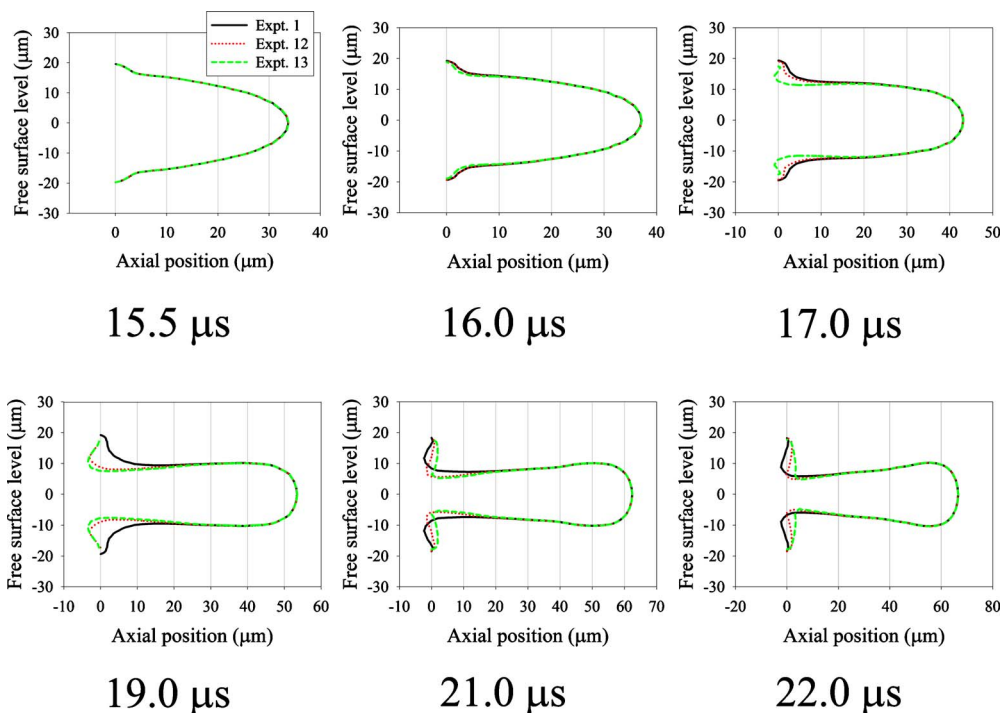 Free surface level (μm)
30
20
10
0
-10
-20
-30
0 10 20 30 40
Axial position (μm)
15.5 μs
Expt. 1
Expt. 12
Expt. 13
Free surface level (μm)
30
20
10
0
-10
-20
-30
0 10 20 30 40
Axial position (μm)
16.0 μs
Free surface level (μm)
30
20
10
0
-10
-20
-30
-10 0 10 20 30 40 50
Axial position (μm)
17.0 μs
Free surface level (μm)
30
20
10
0
-10
-20
-30
-10 0 10 20 30 40 50 60
Axial position (μm)
19.0 μs
Free surface level (μm)
30
20
10
0
-10
-20
-30
-10 0 10 20 30 40 50 60 70
Axial position (μm)
21.0 μs
Free surface level (μm)
30
20
10
0
-10
-20
-30
-20 0 20 40 60 80
Axial position (μm)
22.0 μs